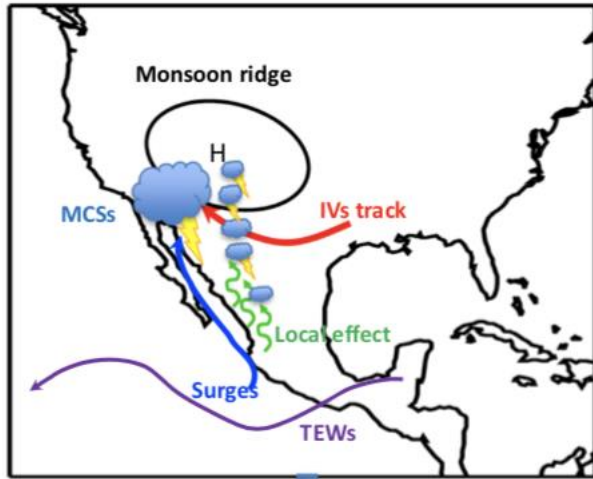 Monsoon ridge
H
MCSs
IVs track
Local effect
Surges
TEWs